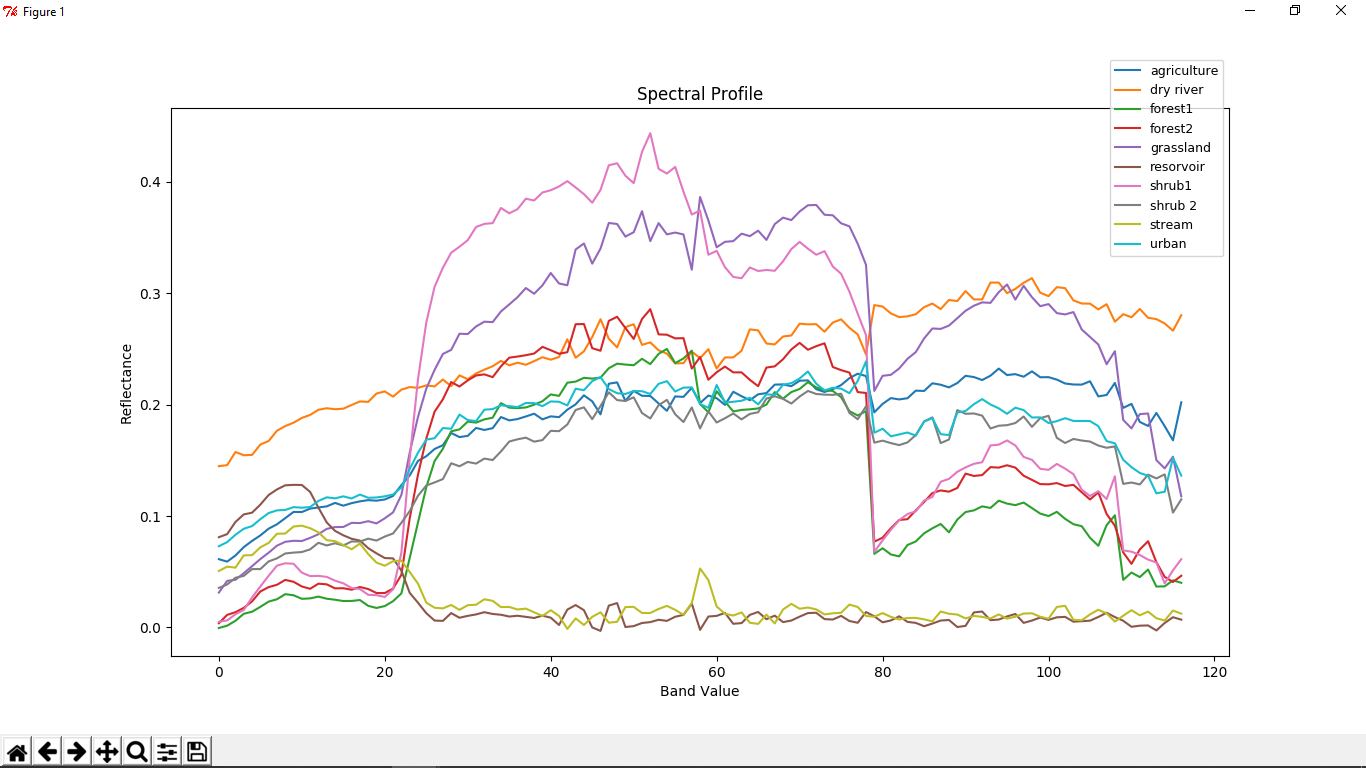 Figure 1
Spectral Profile
agriculture
dry river
forest1
forest2
grassland
resorvoir
shrub1
shrub 2
stream
urban
Reflectance
0.4
0.3
0.2
0.1
0.0
0 20 40 60 80 100 120
Band Value